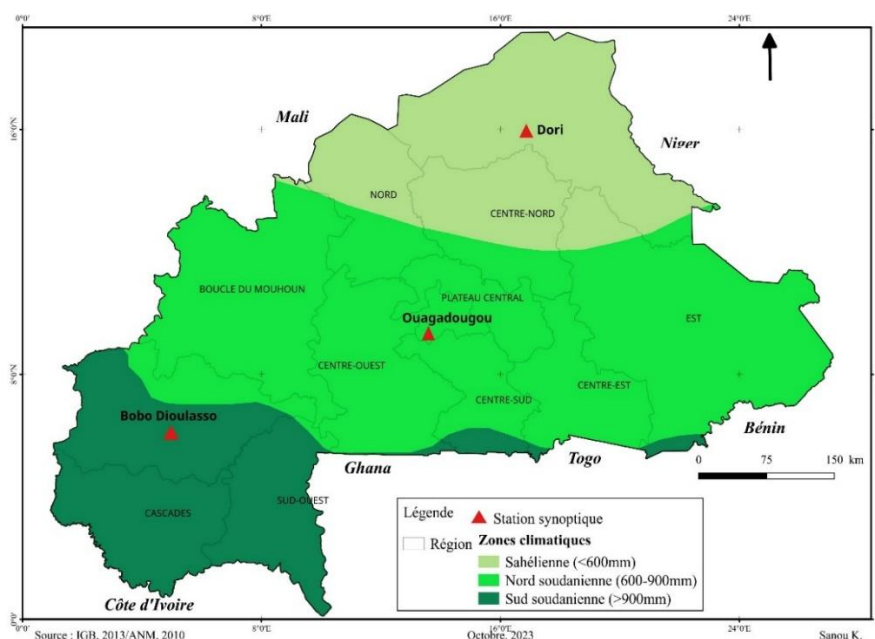 0°0' 8°0'E 16°0'E 24°0'E
Mali
16°0'N
Dori
Niger
NORD
CENTRE-NORD
BOUCLE DU MOUHOUN
PLATEAU CENTRAL
Ouagadougou
EST
CENTRE-OUEST
8°0'N
CENTRE-EST
CENTRE-SUD
Bobo Dioulasso
Bénin
Ghana
Togo
0 75 150 km
SUD-OUEST
CASCADES
Légende
Station synoptique
Région
Zones climatiques
Sahélienne (<600mm)
Nord soudanienne (600-900mm)
Sud soudanienne (>900mm)
Côte d'Ivoire
0°0'
0°0' 8°0'E 16°0'E 24°0'E
Source : IGB, 2013/ANM, 2010 Octobre, 2023 Sanou K.